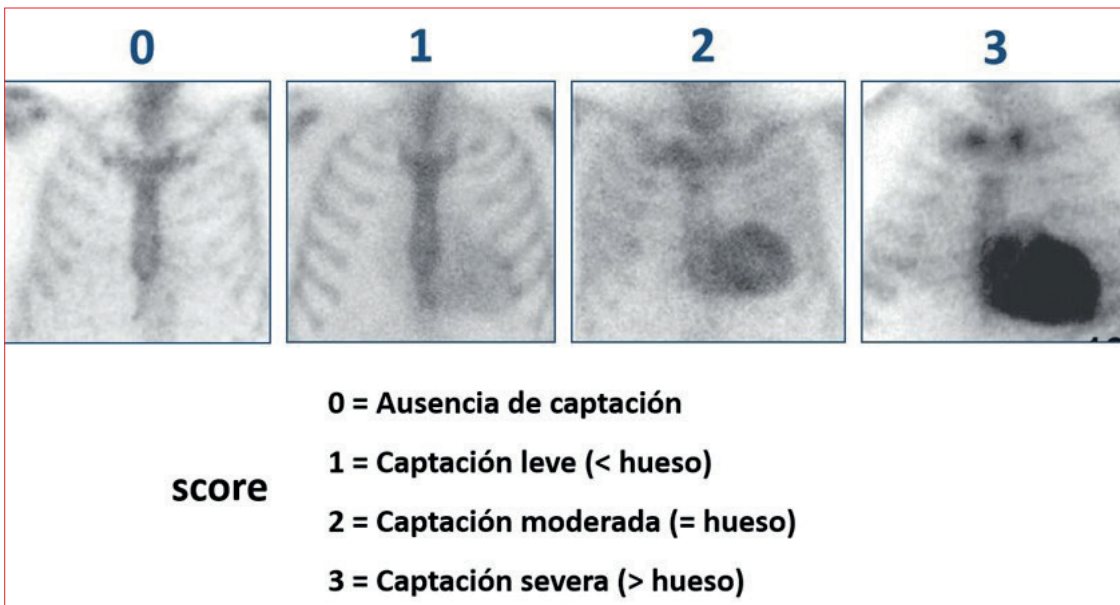 0 1 2 3
0 = Ausencia de captación
1 = Captación leve (< hueso)
score
2 = Captación moderada (= hueso)
3 = Captación severa (> hueso)